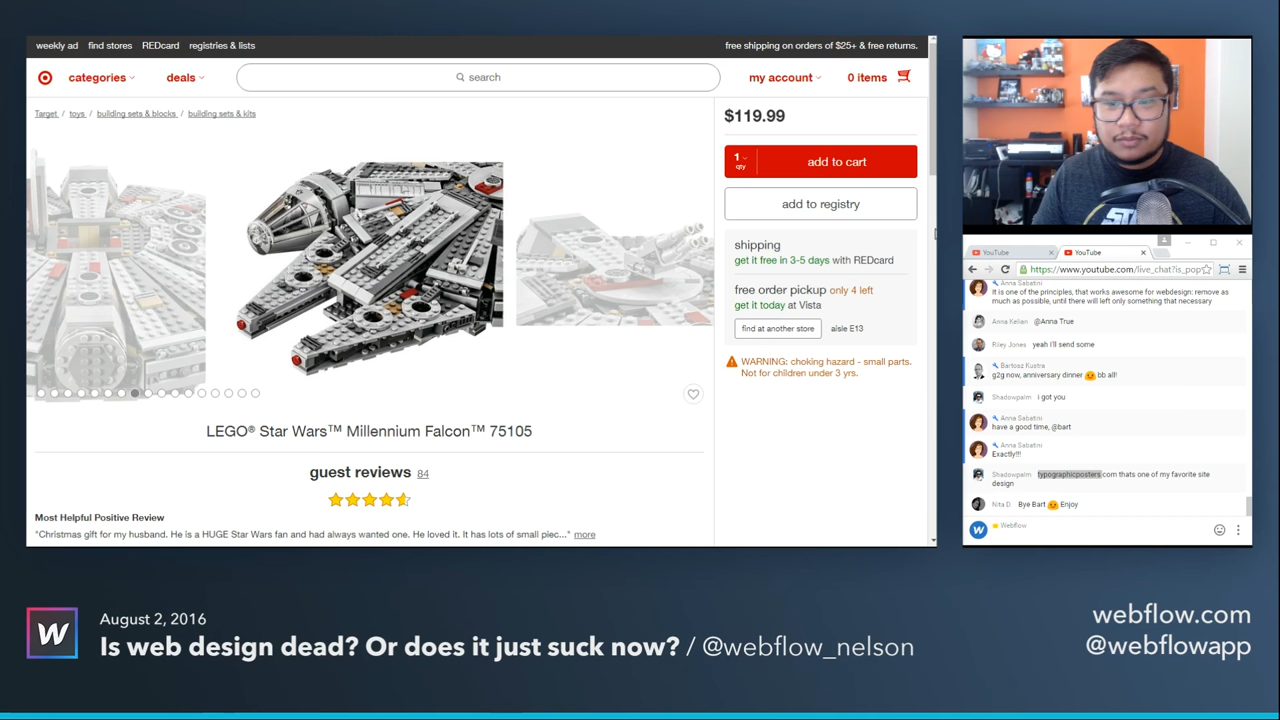 weekly ad find stores REDcard registries & lists free shipping on orders of $25+ & free returns.
categories deals search my account 0 items
Target / toys / building sets & blocks / building sets & kits
$119.99
1 qty add to cart
add to registry
shipping
get it free in 3-5 days with REDcard
free order pickup only 4 left
get it today at Vista
find at another store aisle E13
WARNING: choking hazard - small parts.
Not for children under 3 yrs.
LEGO® Star Wars™ Millennium Falcon™ 75105
guest reviews 84
Most Helpful Positive Review
"Christmas gift for my husband. He is a HUGE Star Wars fan and had always wanted one. He loved it. It has lots of small piec..." more
YouTube YouTube
https://www.youtube.com/live_chat?is_pop
Anna Sabatini
It is one of the principles, that works awesome for webdesign: remove as
much as possible, until there will left only something that necessary
Anna Kelian @Anna True
Riley Jones yeah I'll send some
Bartosz Kustra
g2g now, anniversary dinner bb all!
Shadowpalm i got you
Anna Sabatini
have a good time, @bart
Anna Sabatini
Exactly!!!
Shadowpalm typographicposters.com thats one of my favorite site
design
Nita D Bye Bart Enjoy
W Webflow
W
August 2, 2016
Is web design dead? Or does it just suck now? / @webflow_nelson
webflow.com
@webflowapp